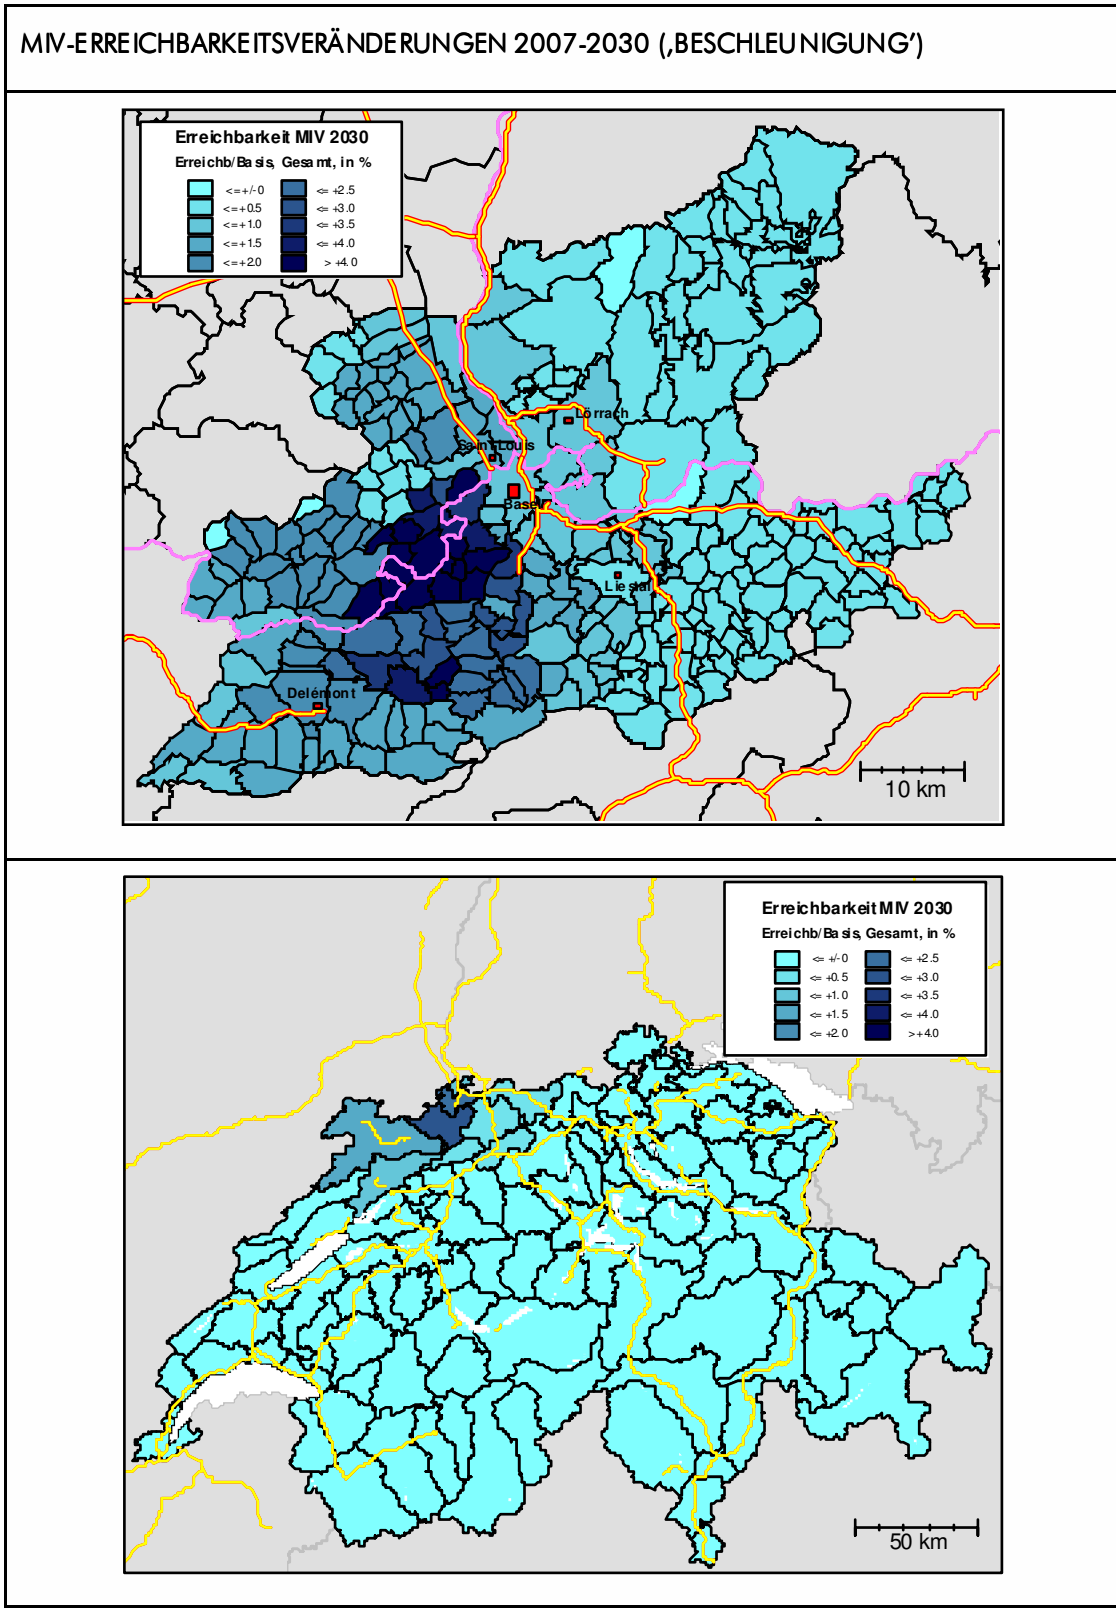 MIV-ERREICHBARKEITSVERÄNDERUNGEN 2007-2030 (‚BESCHLEUNIGUNG’)
Erreichbarkeit MIV 2030
Erreichb/Basis, Gesamt, in %
<=+/-0 <= +2.5
<=+0.5 <= +3.0
<=+1.0 <= +3.5
<=+1.5 <= +4.0
<=+2.0 > +4.0
Lörrach
Saint-Louis
Basel
Liestal
Delémont
10 km
Erreichbarkeit MIV 2030
Erreichb/Basis, Gesamt, in %
<= +/-0 <= +2.5
<= +0.5 <= +3.0
<= +1.0 <= +3.5
<= +1.5 <= +4.0
<= +2.0 > +4.0
50 km